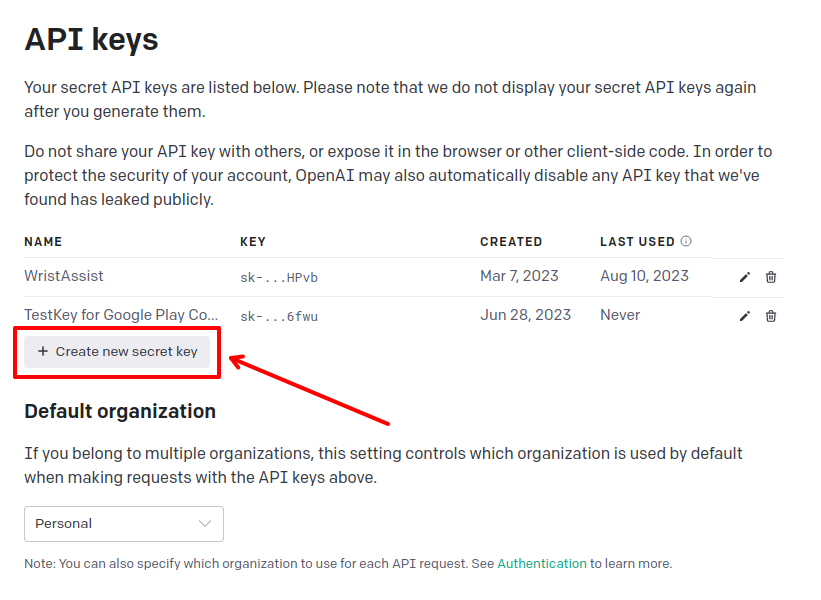 API keys
Your secret API keys are listed below. Please note that we do not display your secret API keys again
after you generate them.
Do not share your API key with others, or expose it in the browser or other client-side code. In order to
protect the security of your account, OpenAI may also automatically disable any API key that we've
found has leaked publicly.
NAME KEY CREATED LAST USED
WristAssist sk-...HPvb Mar 7, 2023 Aug 10, 2023
TestKey for Google Play Co... sk-...6fwu Jun 28, 2023 Never
+ Create new secret key
Default organization
If you belong to multiple organizations, this setting controls which organization is used by default
when making requests with the API keys above.
Personal
Note: You can also specify which organization to use for each API request. See Authentication to learn more.